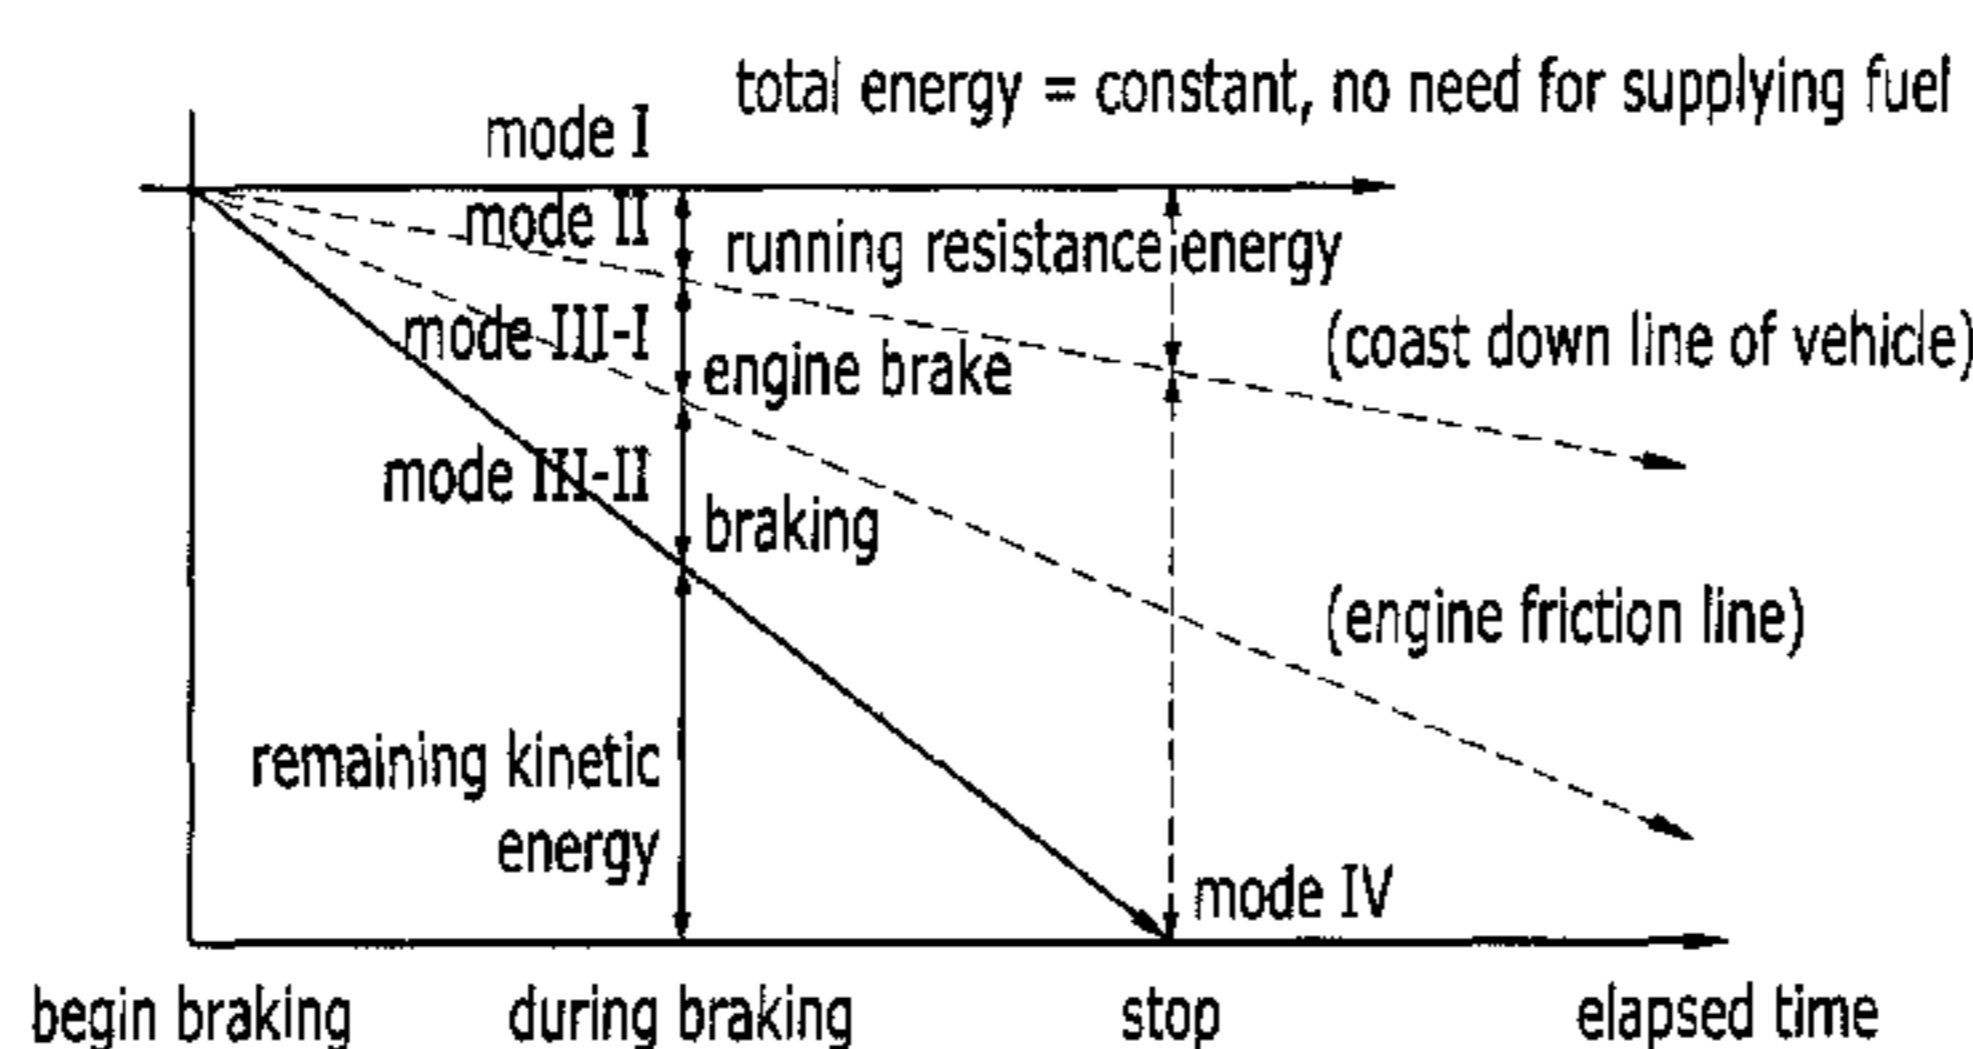 total energy = constant, no need for supplying fuel
mode I
mode II
running resistance energy
mode III-I
engine brake
(coast down line of vehicle)
mode III-II
braking
(engine friction line)
remaining kinetic
energy
mode IV
begin braking
during braking
stop
elapsed time